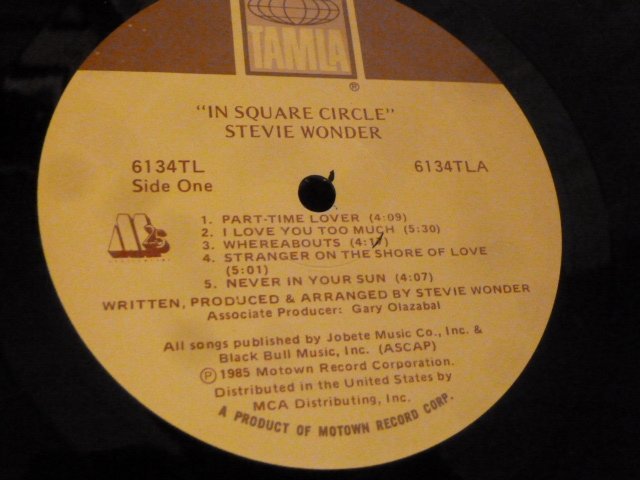 TAMLA
®
"IN SQUARE CIRCLE"
STEVIE WONDER
6134TL 6134TLA
Side One
1. PART-TIME LOVER (4:09)
2. I LOVE YOU TOO MUCH (5:30)
3. WHEREABOUTS
4. STRANGER ON THE SHORE OF LOVE
(5:01)
5. NEVER IN YOUR SUN (4:07)
WRITTEN, PRODUCED & ARRANGED BY STEVIE WONDER
Associate Producer: Gary Olazabal
All songs published by Jobete Music Co., Inc. &
Black Bull Music, Inc. (ASCAP)
Ⓟ1985 Motown Record Corporation.
Distributed in the United States by
MCA Distributing, Inc.
A PRODUCT OF MOTOWN RECORD CORP.